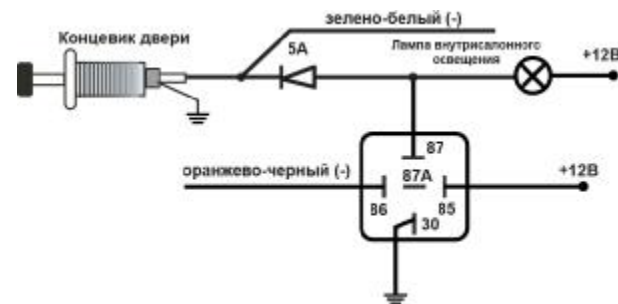 зелено-белый (-)
Концевик двери
5А
Лампа внутрисалонного
освещения
+12В
87
оранжево-черный (-)
87А
+12В
86
85
30